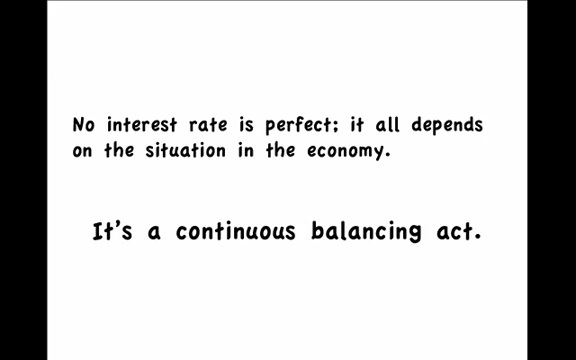 No interest rate is perfect; it all depends
on the situation in the economy.
It's a continuous balancing act.